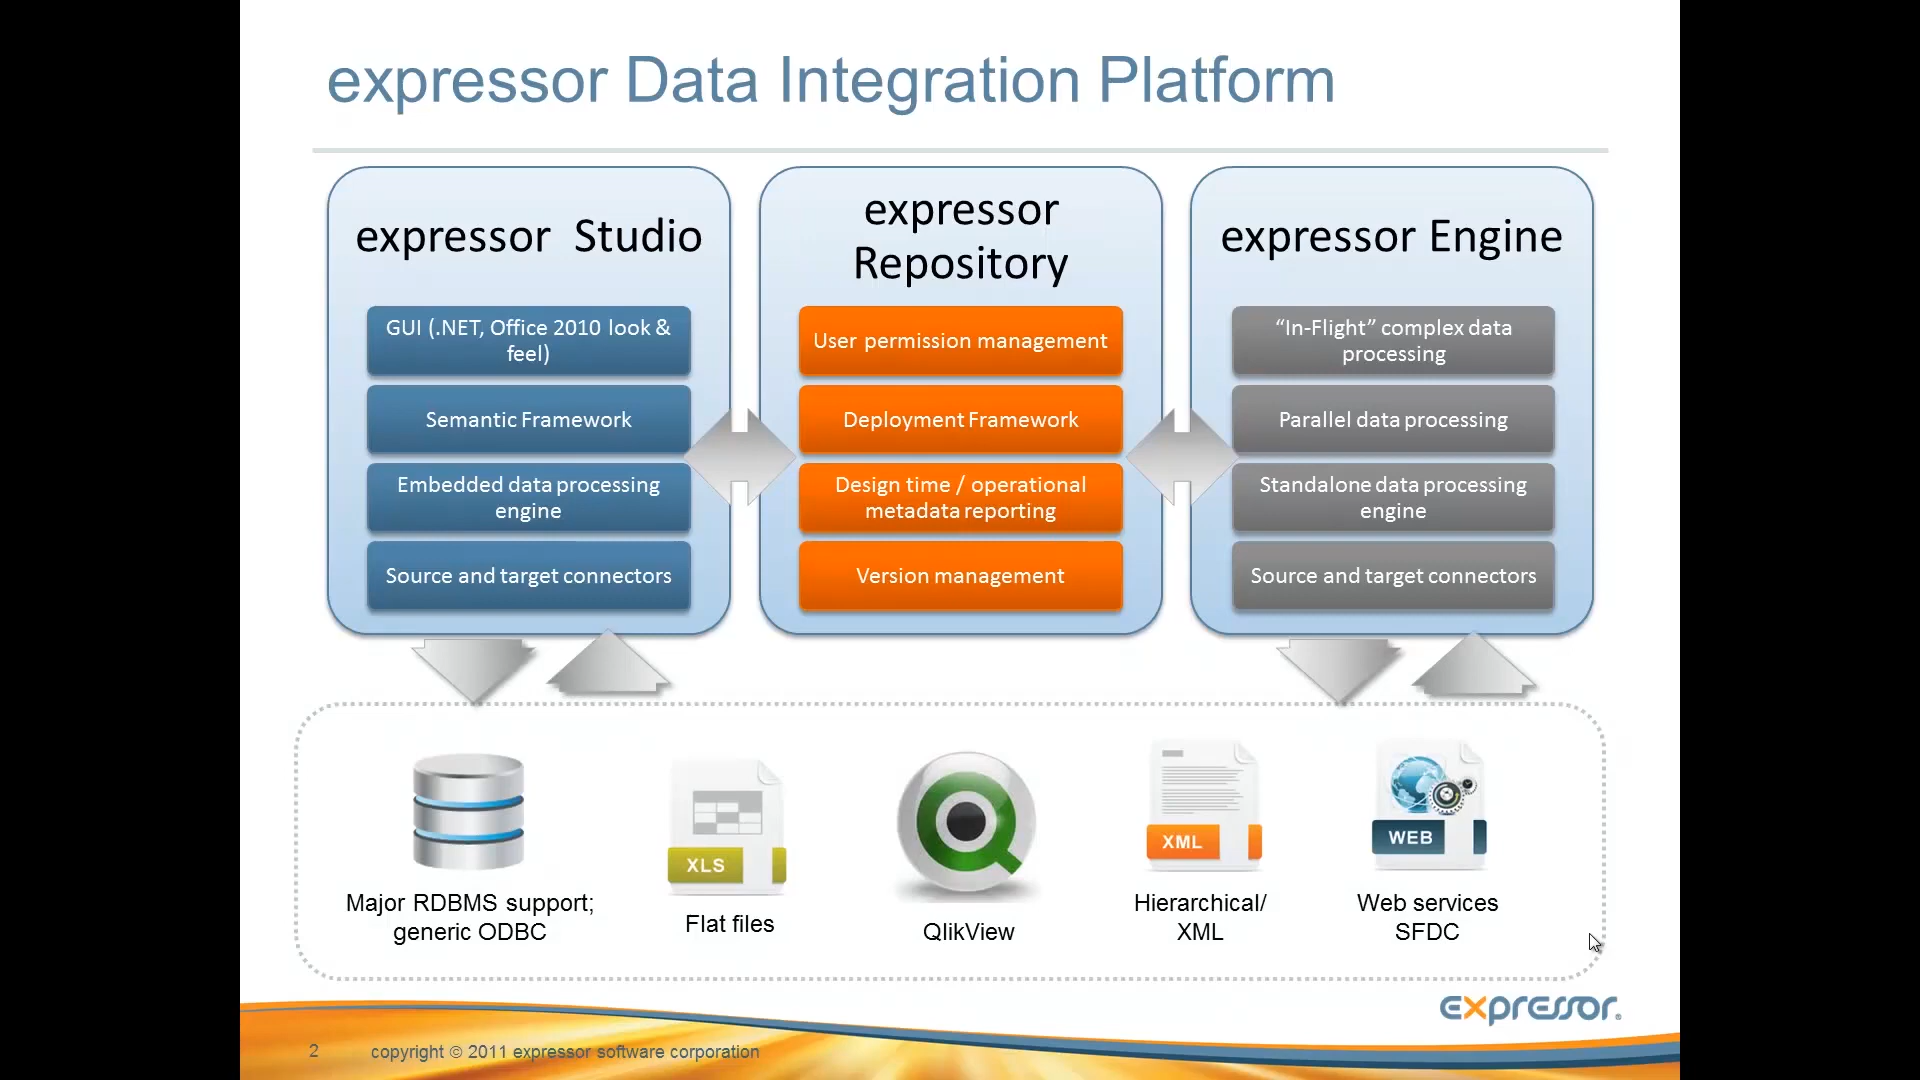 expressor Data Integration Platform
expressor Studio
GUI (.NET, Office 2010 look &
feel)
Semantic Framework
Embedded data processing
engine
Source and target connectors
expressor
Repository
User permission management
Deployment Framework
Design time / operational
metadata reporting
Version management
expressor Engine
“In-Flight” complex data
processing
Parallel data processing
Standalone data processing
engine
Source and target connectors
XLS
XML
WEB
Major RDBMS support;
generic ODBC
Flat files
QlikView
Hierarchical/
XML
Web services
SFDC
expressor®
2
copyright © 2011 expressor software corporation